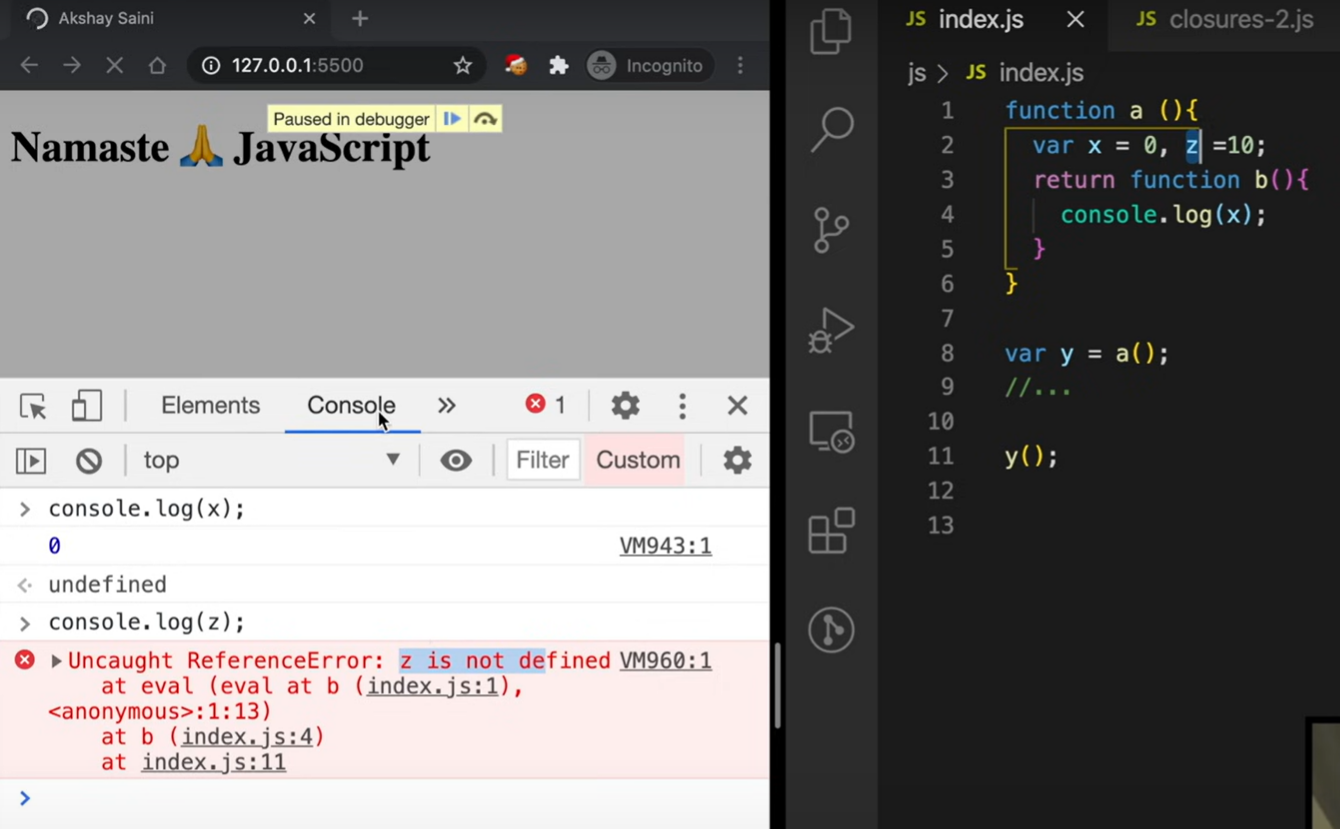 Akshay Saini
127.0.0.1:5500
Incognito
Paused in debugger
Namaste 🙏 JavaScript
Elements
Console
1
top
Filter
Custom
console.log(x);
0
VM943:1
undefined
console.log(z);
Uncaught ReferenceError: z is not defined VM960:1
at eval (eval at b (index.js:1),
<anonymous>:1:13)
at b (index.js:4)
at index.js:11
JS index.js
JS closures-2.js
js > JS index.js
1 function a (){
2 var x = 0, z =10;
3 return function b(){
4 console.log(x);
5 }
6 }
7
8 var y = a();
9 //...
10
11 y();
12
13